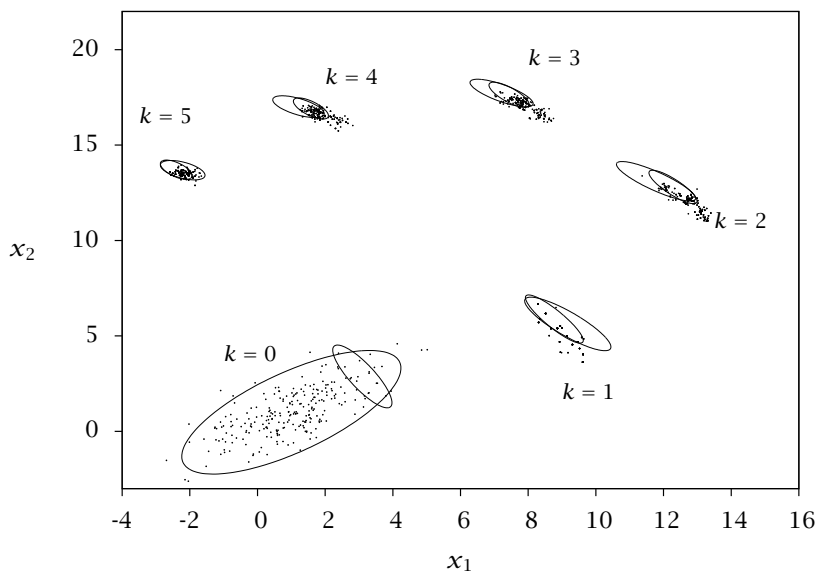 20
k = 3
k = 4
k = 5
15
k = 2
10
x₂
5
k = 0
k = 1
0
-4 -2 0 2 4 6 8 10 12 14 16
x₁